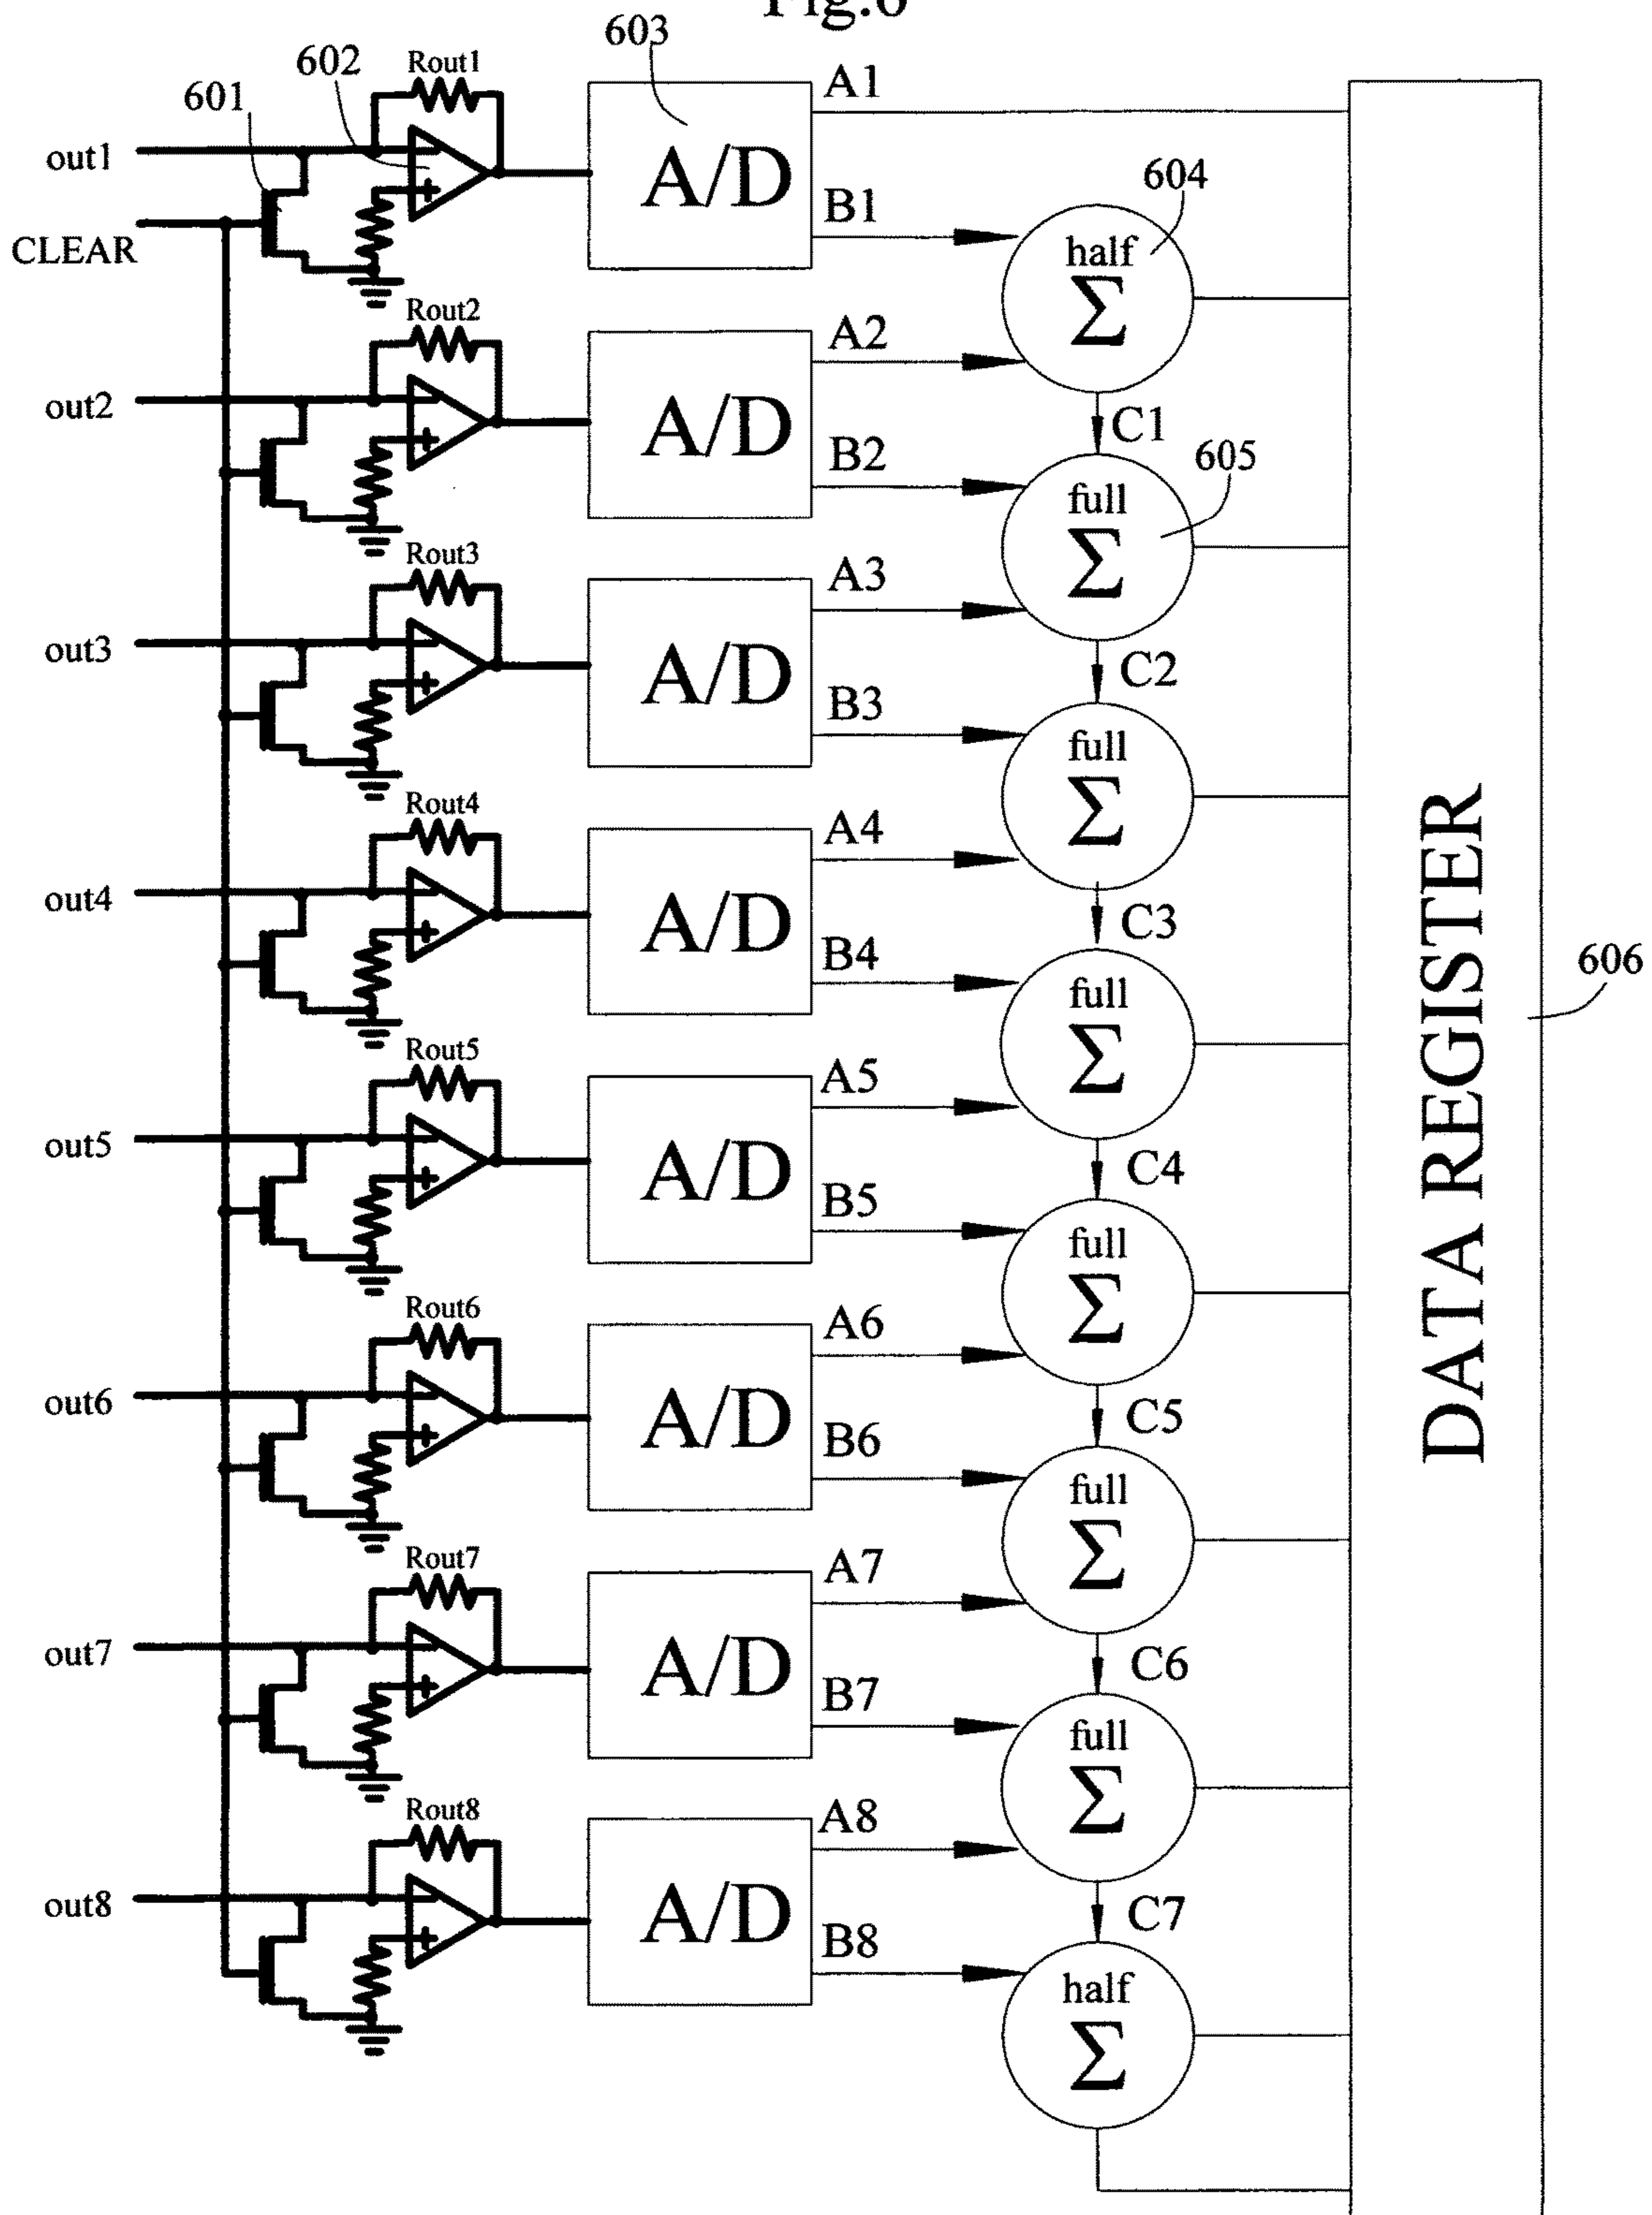 Fig.6
603
602
Rout1
601
A1
out1
A/D
604
B1
CLEAR
half
Σ
Rout2
A2
out2
A/D
C1
605
B2
full
Σ
Rout3
A3
out3
A/D
C2
B3
full
Σ
Rout4
A4
out4
A/D
C3
B4
606
full
Σ
DATA REGISTER
Rout5
A5
out5
A/D
C4
B5
full
Σ
Rout6
A6
out6
A/D
C5
B6
full
Σ
Rout7
A7
out7
A/D
C6
B7
full
Σ
Rout8
A8
out8
A/D
C7
B8
half
Σ